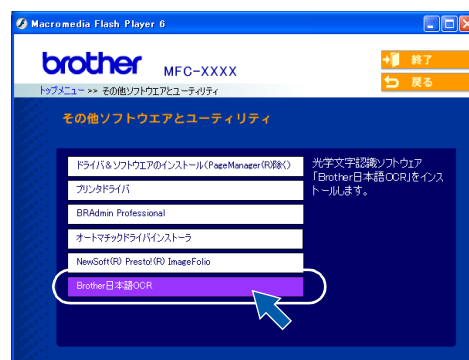 Macromedia Flash Player 6
brother MFC-XXXX
終了
戻る
トップメニュー >> その他ソフトウエアとユーティリティ
その他ソフトウエアとユーティリティ
ドライバ&ソフトウエアのインストール(PageManager(R)除く)
プリンタドライバ
BRAdmin Professional
オートマチックドライバインストーラ
NewSoft(R) Presto!(R) ImageFolio
Brother日本語OCR
光学文字認識ソフトウェア
「Brother日本語OCR」をインス
トールします。